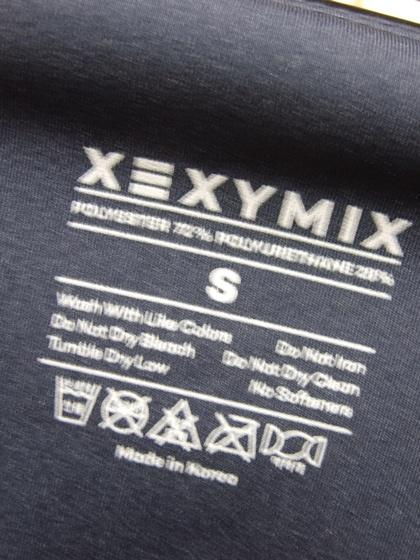 XEXYMIX
POLYESTER 72% POLYURETHANE 28%
S
Wash With Like Colors
Do Not Iron
Do Not Dry Bleach
Do Not Dry Clean
Tumble Dry Low
No Softeners
Made in Korea